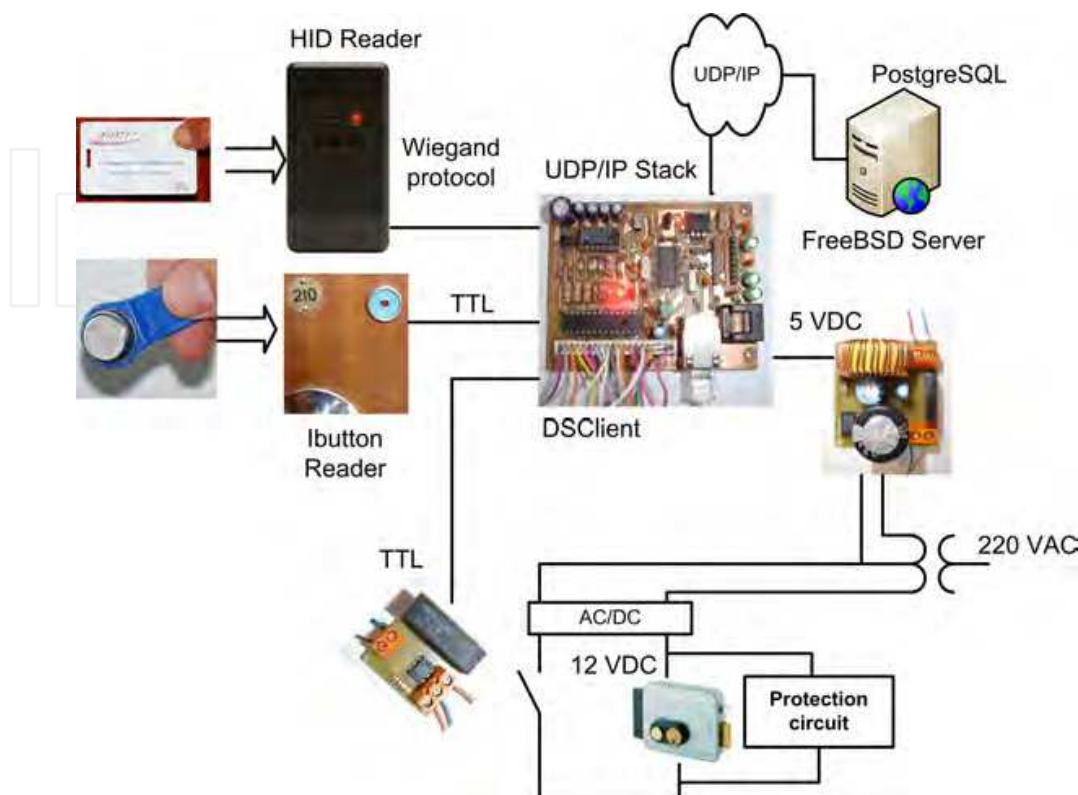 HID Reader
UDP/IP
PostgreSQL
Wiegand
protocol
UDP/IP Stack
FreeBSD Server
210
TTL
5 VDC
DSClient
Ibutton
Reader
TTL
220 VAC
AC/DC
12 VDC
Protection
circuit